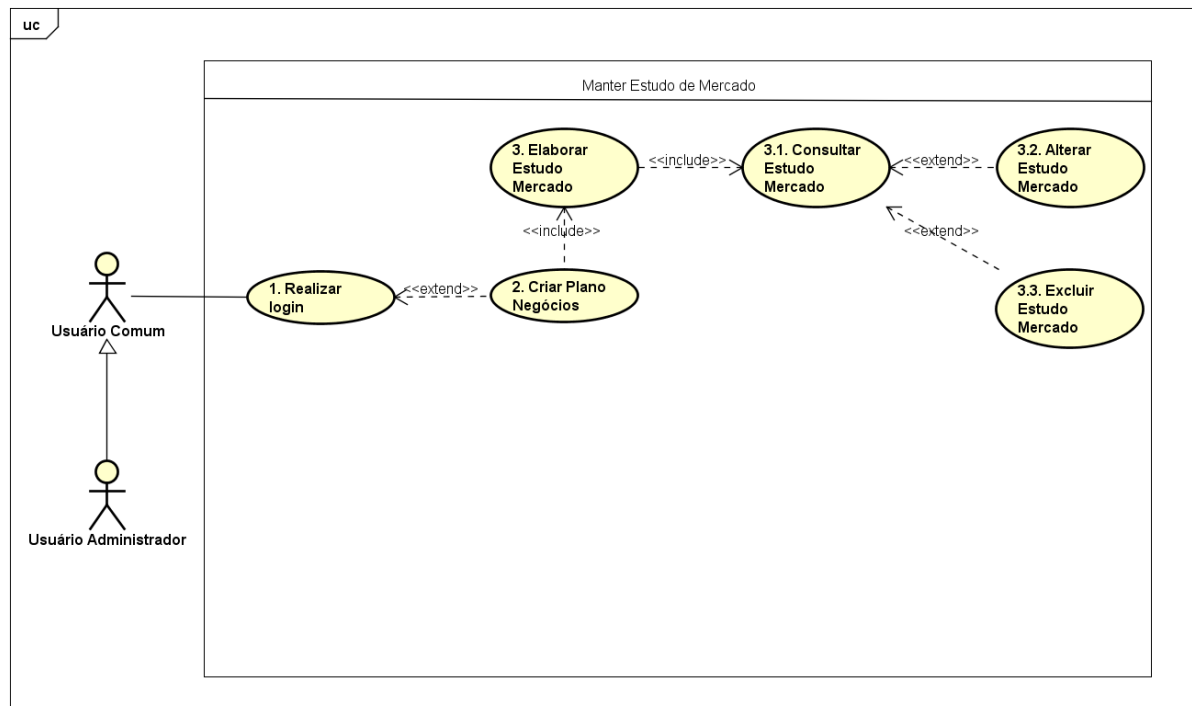 uc
Manter Estudo de Mercado
3. Elaborar
Estudo
Mercado
<<include>>
3.1. Consultar
Estudo
Mercado
<<extend>>
3.2. Alterar
Estudo
Mercado
<<include>>
<<extend>>
1. Realizar
login
<<extend>>
2. Criar Plano
Negócios
3.3. Excluir
Estudo
Mercado
Usuário Comum
Usuário Administrador